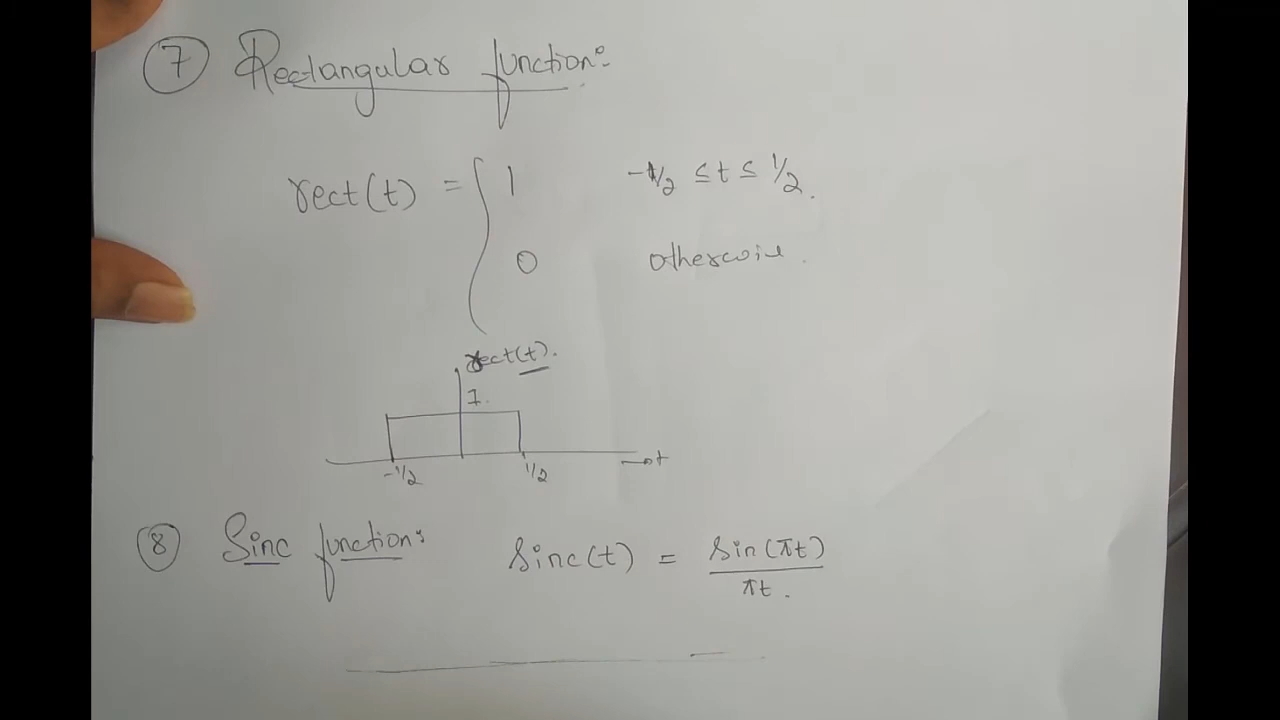 7 Rectangular function:-
rect(t) = { 1 -1/2 ≤ t ≤ 1/2.
0 otherwise.
rect(t).
1.
-1/2 1/2 →t
8 Sinc function: Sinc(t) = Sin(πt)/πt.